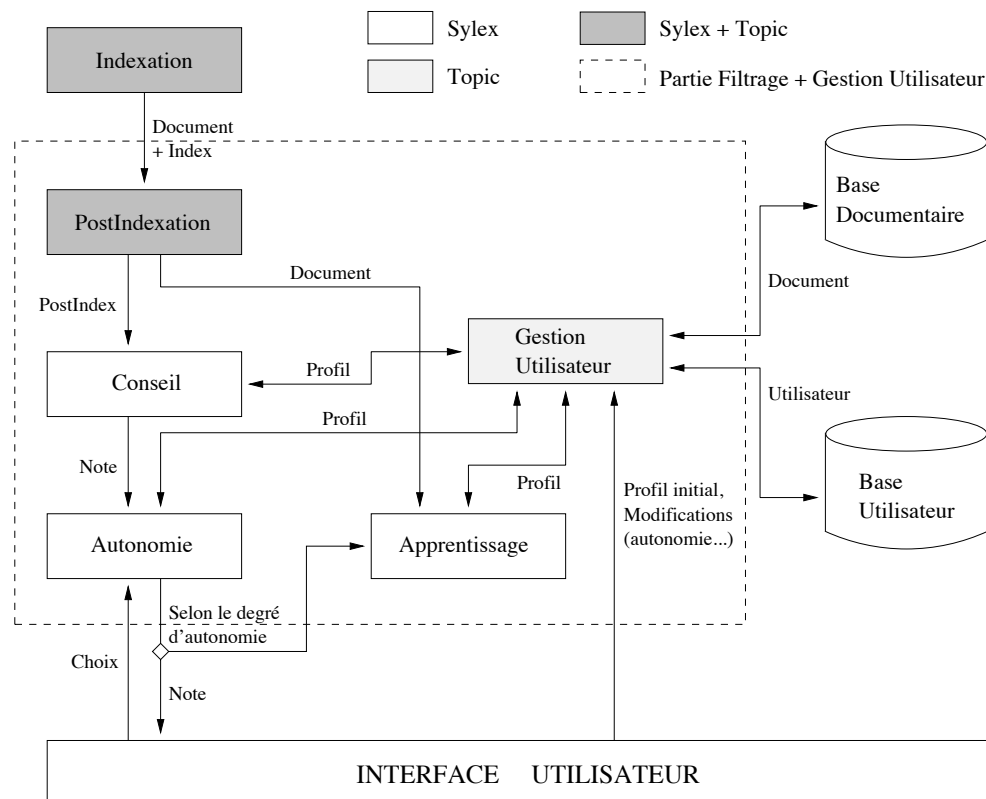 Indexation
Sylex
Topic
Sylex + Topic
Partie Filtrage + Gestion Utilisateur
Document
+ Index
PostIndexation
Base
Documentaire
Document
PostIndex
Document
Gestion
Utilisateur
Conseil
Profil
Utilisateur
Profil
Note
Profil
Profil initial,
Modifications
(autonomie...)
Base
Utilisateur
Autonomie
Apprentissage
Selon le degré
d'autonomie
Choix
Note
INTERFACE UTILISATEUR